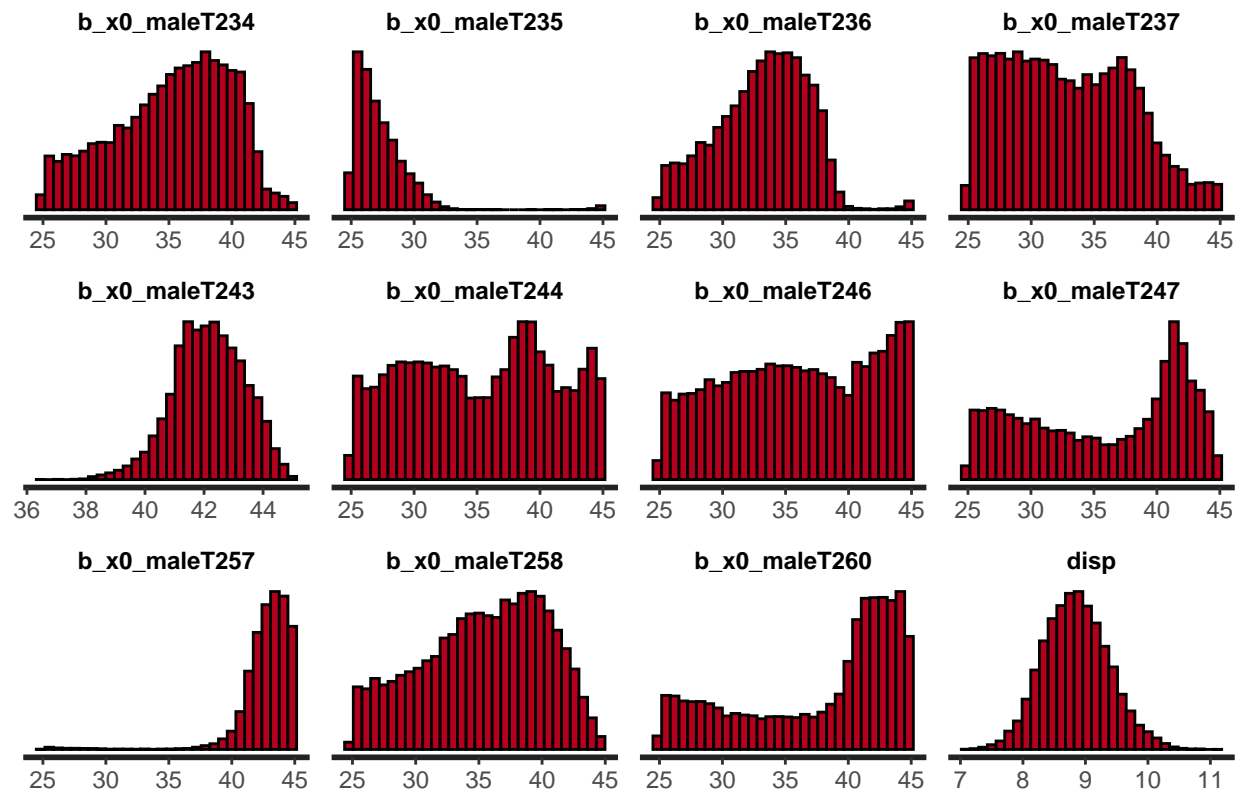 b_x0_maleT234 b_x0_maleT235 b_x0_maleT236 b_x0_maleT237
25 30 35 40 45 25 30 35 40 45 25 30 35 40 45 25 30 35 40 45
b_x0_maleT243 b_x0_maleT244 b_x0_maleT246 b_x0_maleT247
36 38 40 42 44 25 30 35 40 45 25 30 35 40 45 25 30 35 40 45
b_x0_maleT257 b_x0_maleT258 b_x0_maleT260 disp
25 30 35 40 45 25 30 35 40 45 25 30 35 40 45 7 8 9 10 11